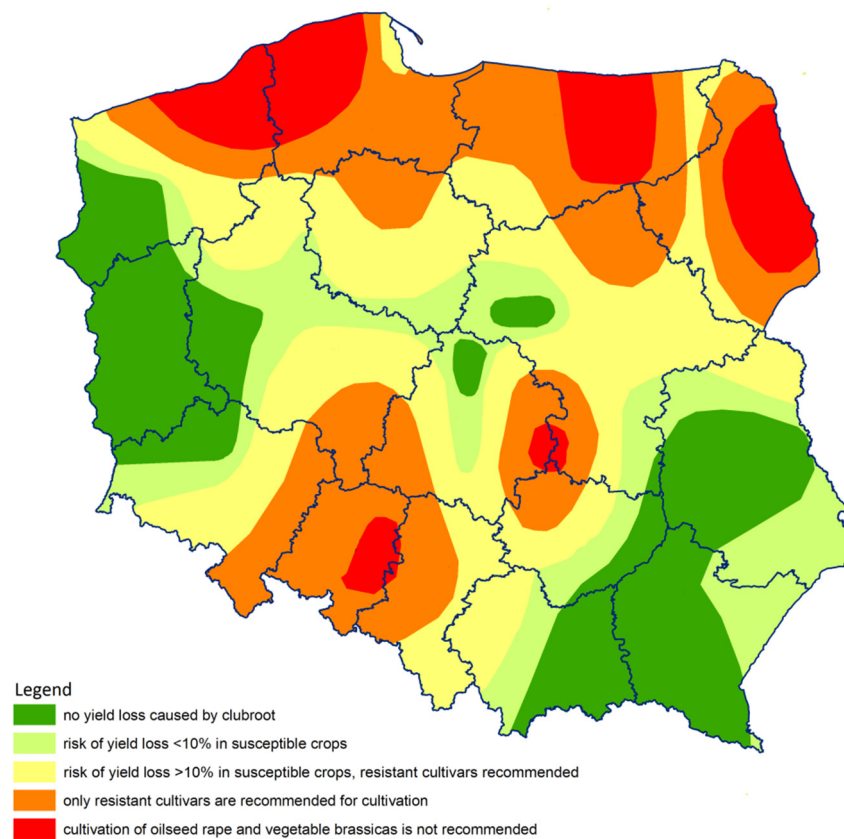 Legend
no yield loss caused by clubroot
risk of yield loss <10% in susceptible crops
risk of yield loss >10% in susceptible crops, resistant cultivars recommended
only resistant cultivars are recommended for cultivation
cultivation of oilseed rape and vegetable brassicas is not recommended